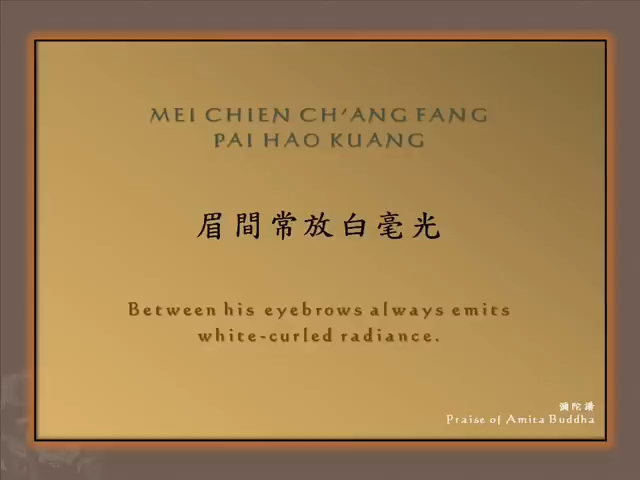 MEI CHIEN CH'ANG FANG
PAI HAO KUANG
眉間常放白毫光
Between his eyebrows always emits
white-curled radiance.
彌陀讚
Praise of Amita Buddha